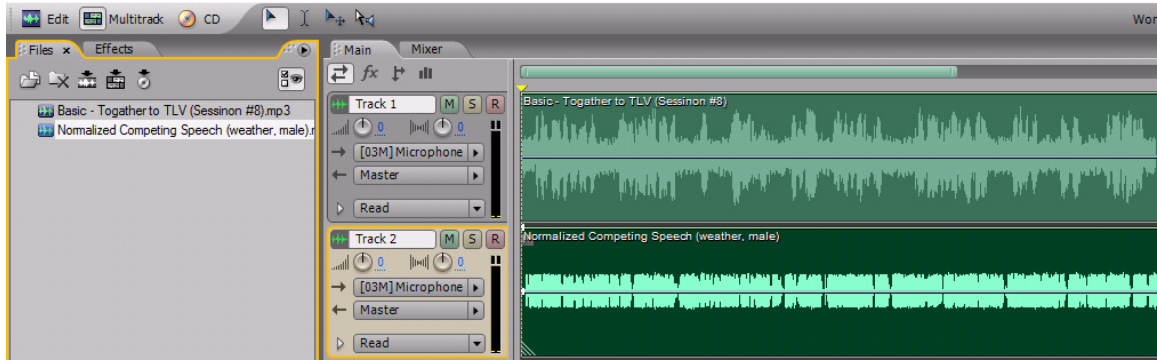 Edit Multitrack CD Wor
Files x Effects
Main Mixer
fx
Basic - Togather to TLV (Sessinon #8).mp3
Normalized Competing Speech (weather, male).r
Track 1 M S R
0 0
[03M] Microphone
Master
Read
Basic - Togather to TLV (Sessinon #8)
Track 2 M S R
0 0
[03M] Microphone
Master
Read
Normalized Competing Speech (weather, male)